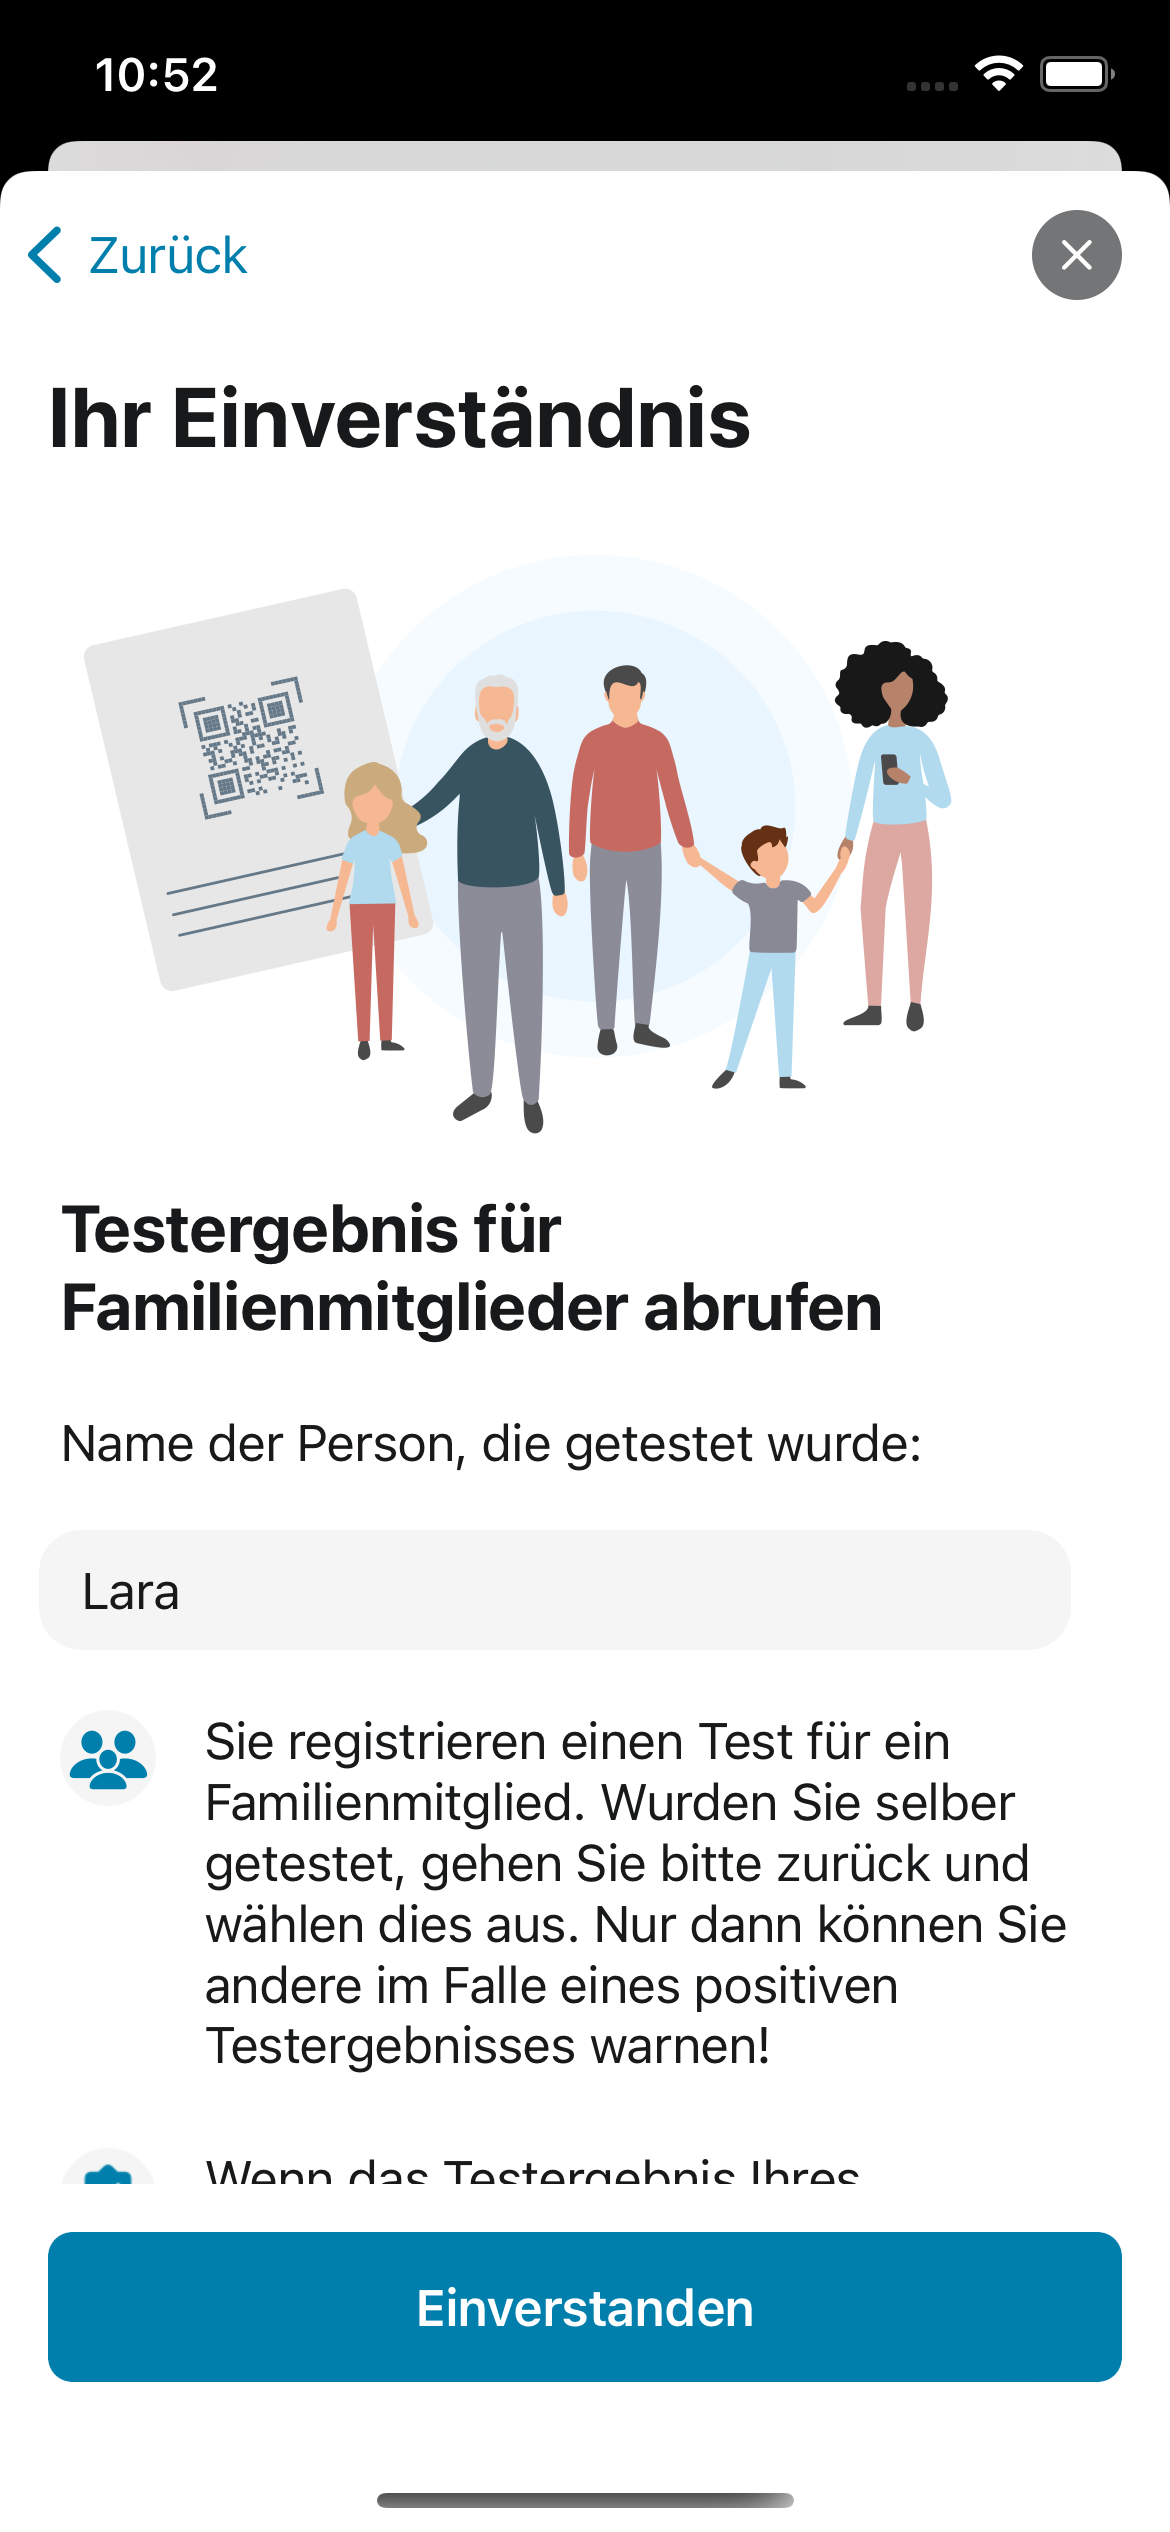 10:52
Zurück
Ihr Einverständnis
Testergebnis für
Familienmitglieder abrufen
Name der Person, die getestet wurde:
Lara
Sie registrieren einen Test für ein
Familienmitglied. Wurden Sie selber
getestet, gehen Sie bitte zurück und
wählen dies aus. Nur dann können Sie
andere im Falle eines positiven
Testergebnisses warnen!
Wenn das Testergebnis Ihres
Einverstanden